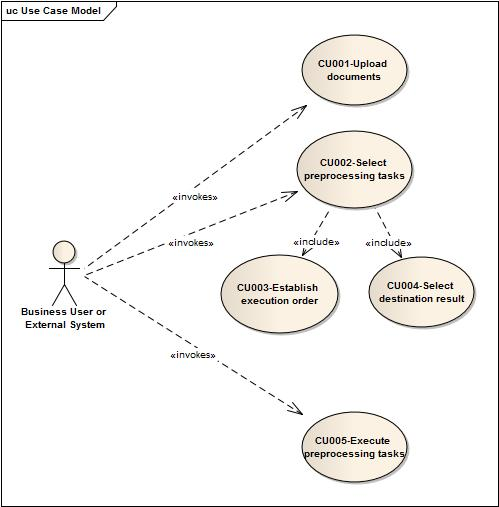 uc Use Case Model
CU001-Upload
documents
CU002-Select
preprocessing tasks
«invokes»
«invokes»
«include»
«include»
CU003-Establish
execution order
CU004-Select
destination result
Business User or
External System
«invokes»
CU005-Execute
preprocessing tasks